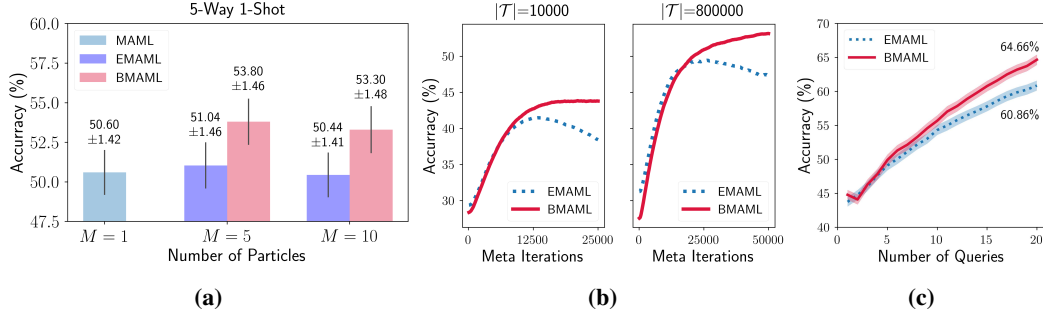 5-Way 1-Shot
Accurracy (%)
60.0
57.5
55.0
52.5
50.0
47.5
MAML
EMAML
BMAML
50.60
±1.42
51.04
±1.46
53.80
±1.46
50.44
±1.41
53.30
±1.48
M = 1
M = 5
M = 10
Number of Particles
(a)
|T|=10000
Accurracy (%)
50
45
40
35
30
EMAML
BMAML
0
12500
25000
Meta Iterations
|T|=800000
EMAML
BMAML
0
25000
50000
Meta Iterations
(b)
Accurracy (%)
70
65
60
55
50
45
40
EMAML
BMAML
64.66%
60.86%
0
5
10
15
20
Number of Queries
(c)